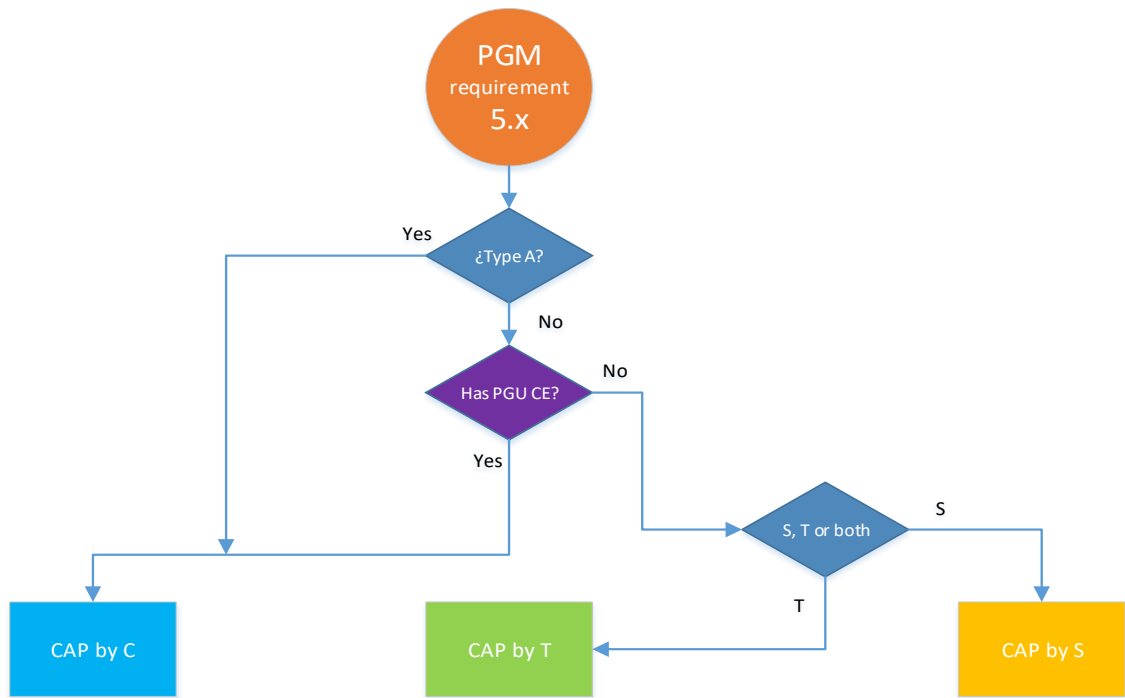 PGM
requirement
5.x
Yes
¿Type A?
No
Has PGU CE?
No
Yes
S, T or both
S
T
CAP by C
CAP by T
CAP by S